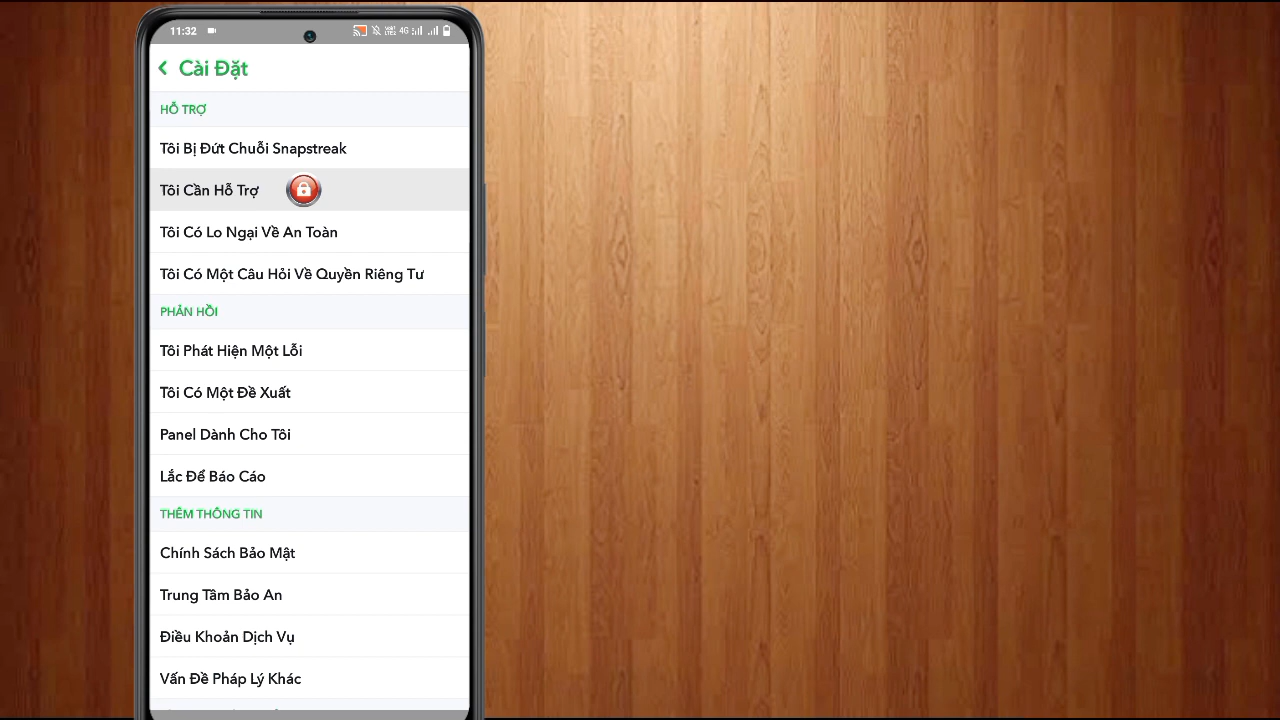 11:32
4G
Cài Đặt
HỖ TRỢ
Tôi Bị Đứt Chuỗi Snapstreak
Tôi Cần Hỗ Trợ
Tôi Có Lo Ngại Về An Toàn
Tôi Có Một Câu Hỏi Về Quyền Riêng Tư
PHẢN HỒI
Tôi Phát Hiện Một Lỗi
Tôi Có Một Đề Xuất
Panel Dành Cho Tôi
Lắc Để Báo Cáo
THÊM THÔNG TIN
Chính Sách Bảo Mật
Trung Tâm Bảo An
Điều Khoản Dịch Vụ
Vấn Đề Pháp Lý Khác